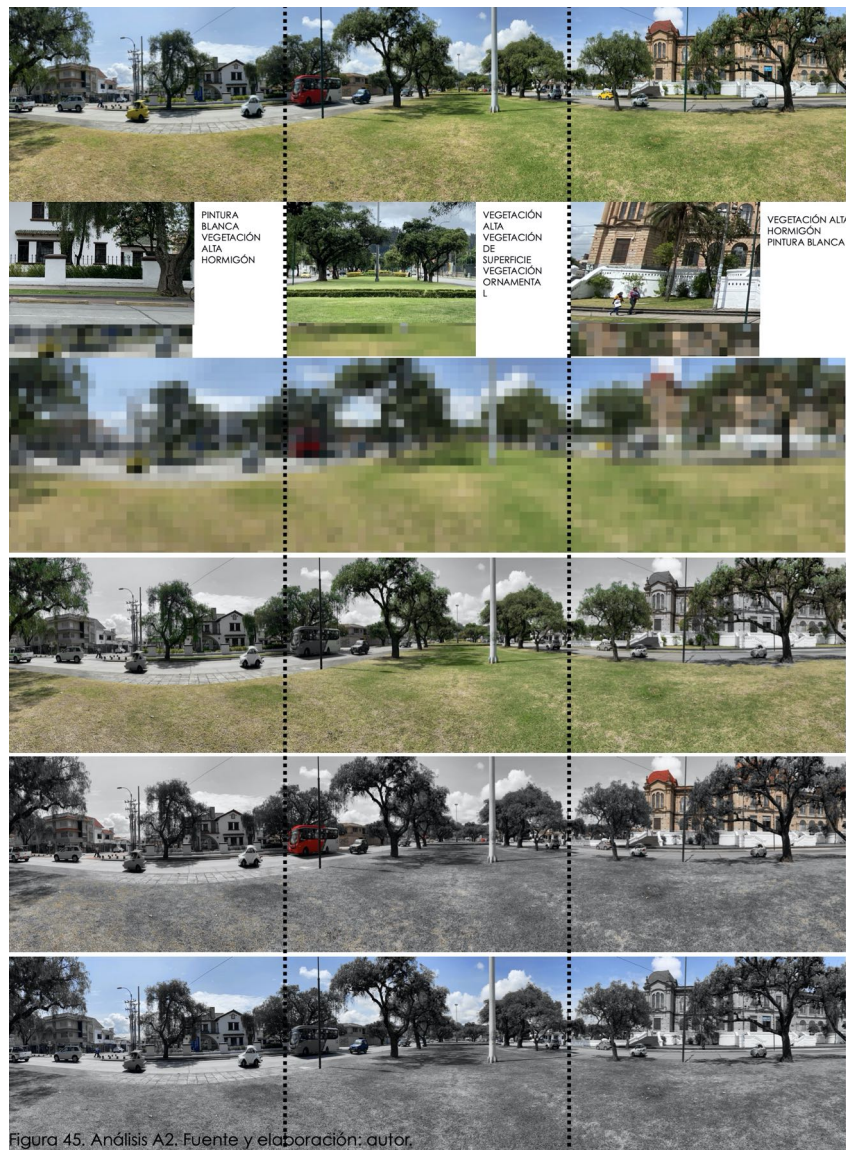 PINTURA
BLANCA
VEGETACIÓN
ALTA
HORMIGÓN
VEGETACIÓN
ALTA
VEGETACIÓN
DE
SUPERFICIE
VEGETACIÓN
ORNAMENTA
L
VEGETACIÓN ALTA
HORMIGÓN
PINTURA BLANCA
Figura 45. Análisis A2. Fuente y elaboración: autor.